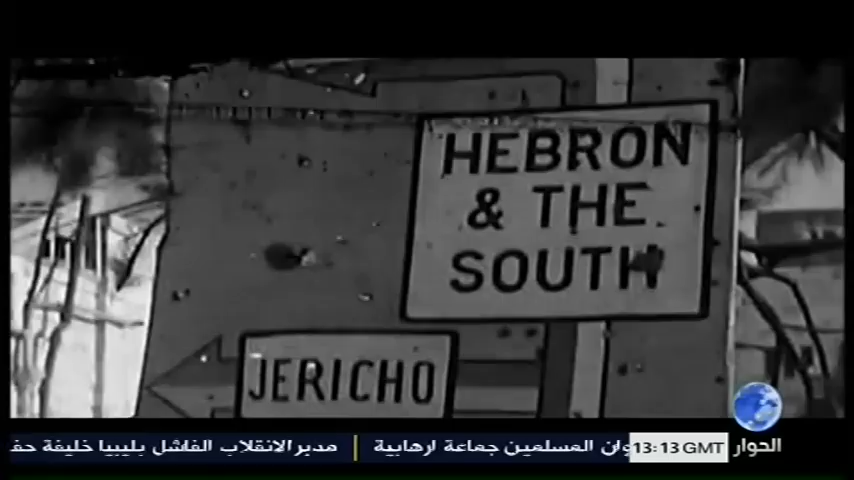 HEBRON
& THE
SOUTH
JERICHO
الحوار
13:13 GMT
المسلمين جماعة ارهابية
مدبر الانقلاب الفاشل بليبيا خليفة